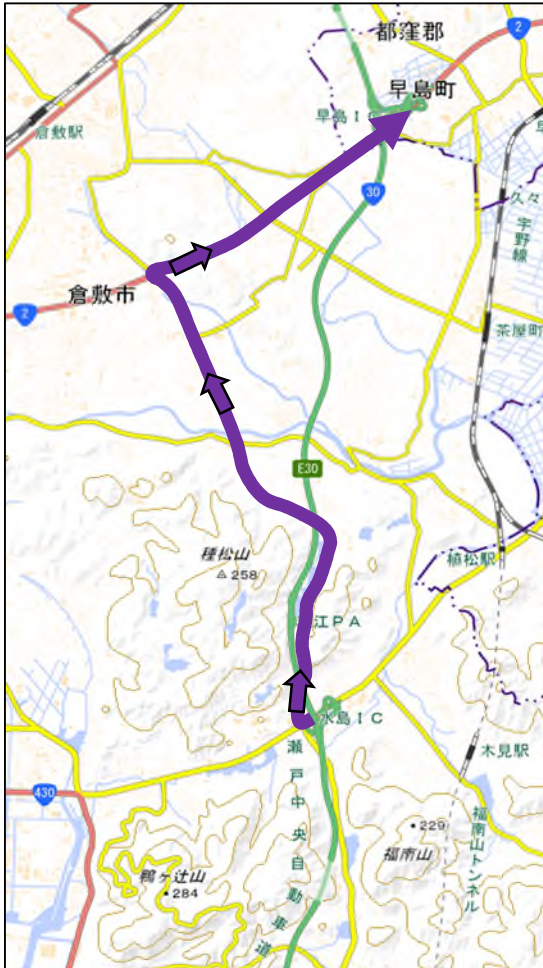 都窪郡
2
早島町
早島IC
倉敷駅
30
久々
宇野線
倉敷市
2
茶屋町
E30
種松山
258
植松駅
江PA
水島IC
木見駅
瀬戸中央自動車道
430
229
福南山
福南山トンネル
鴨ヶ辻山
284